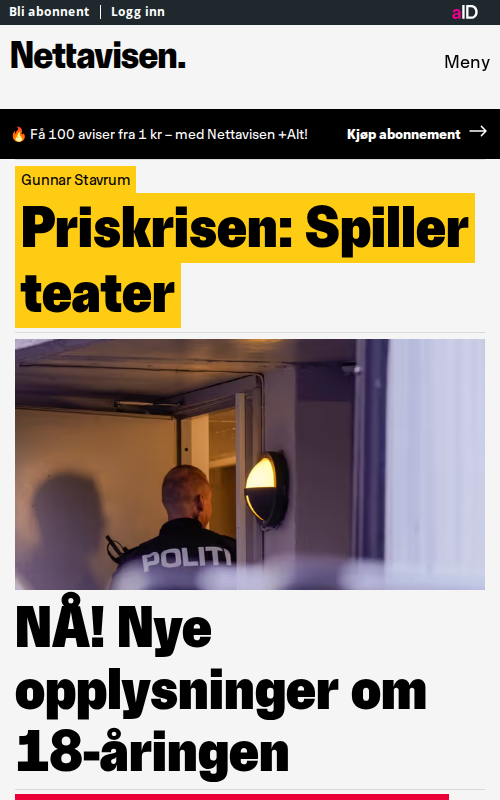 Bli abonnent | Logg inn
aID
Nettavisen.
Meny
🔥 Få 100 aviser fra 1 kr – med Nettavisen +Alt!
Kjøp abonnement →
Gunnar Stavrum
Priskrisen: Spiller
teater
POLITI
NÅ! Nye
opplysninger om
18-åringen